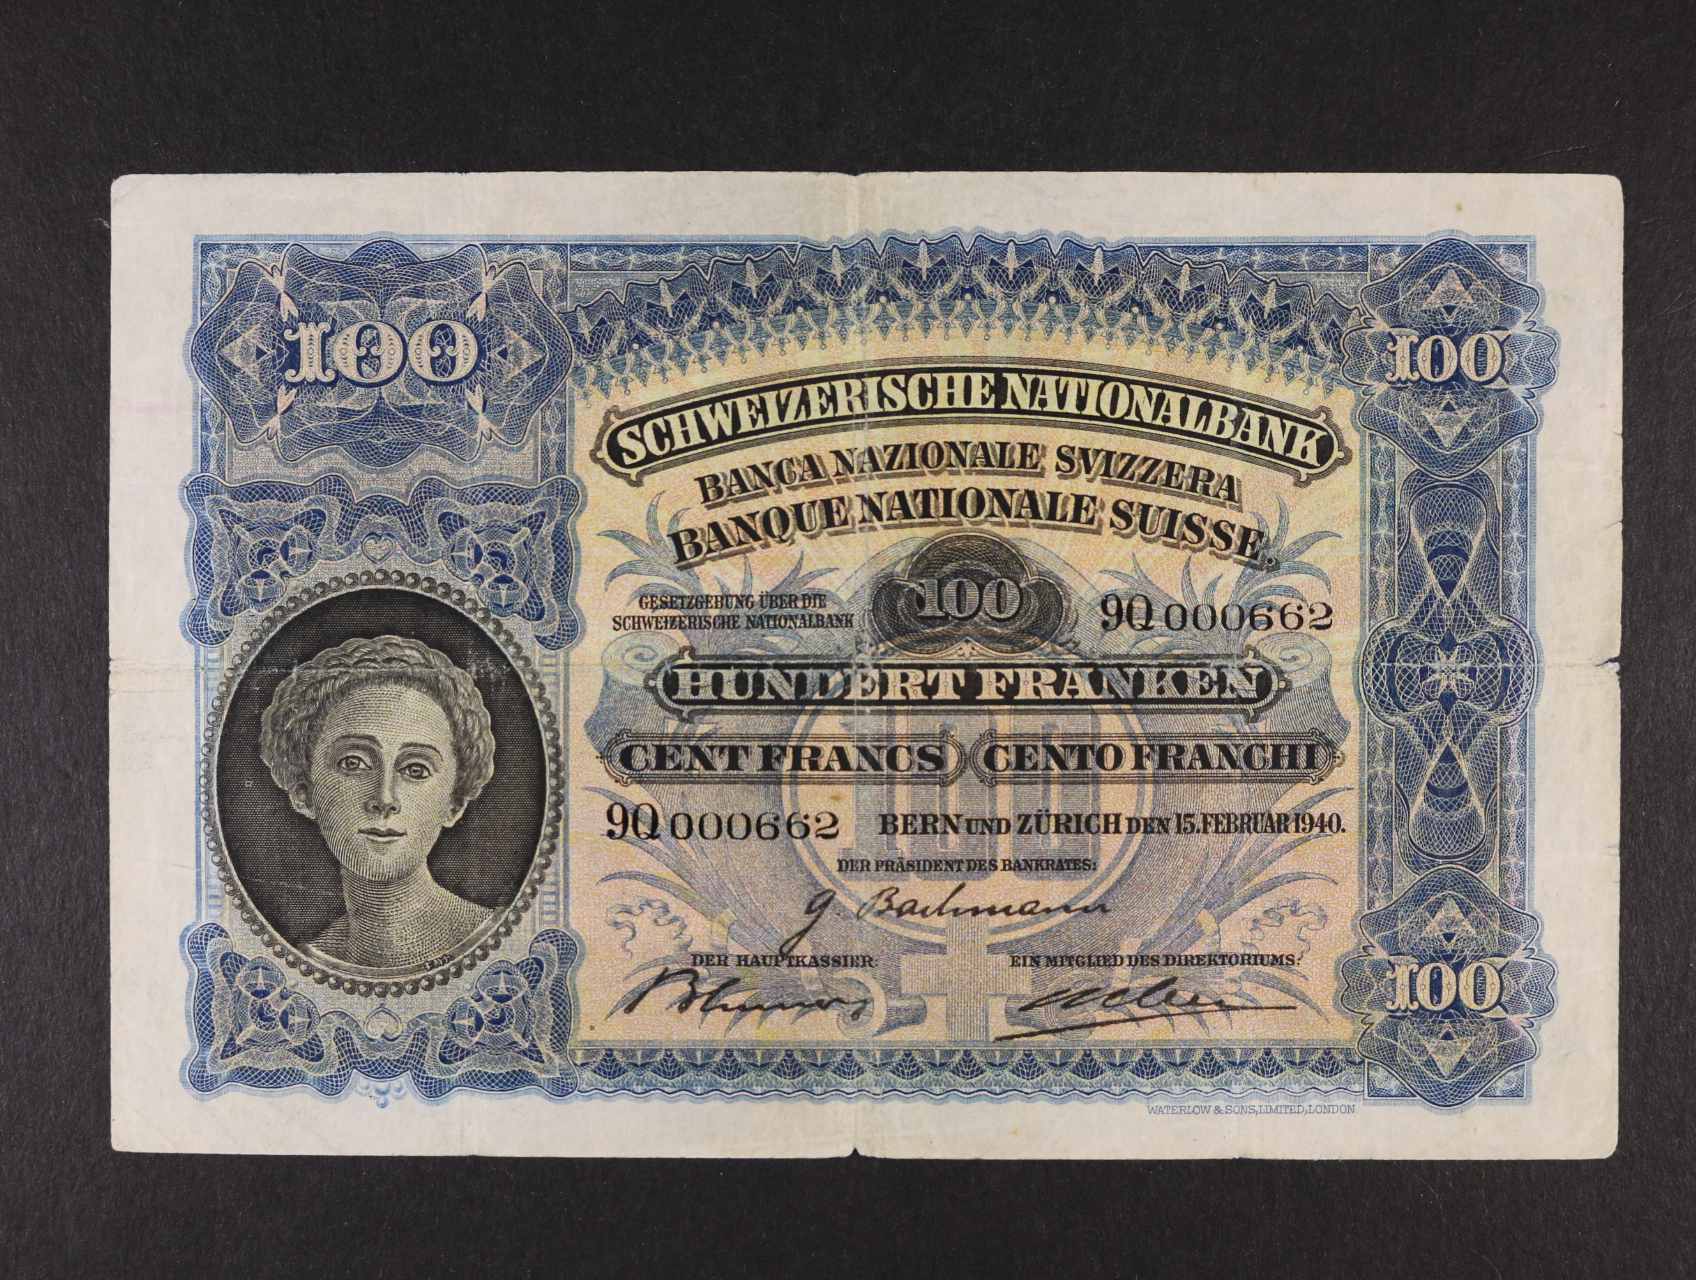 100
100
SCHWEIZERISCHE NATIONALBANK
BANCA NAZIONALE SVIZZERA
BANQUE NATIONALE SUISSE.
GESETZGEBUNG ÜBER DIE
SCHWEIZERISCHE NATIONALBANK
100
9Q 000662
HUNDERT FRANKEN
100
CENT FRANCS
CENTO FRANCHI
9Q 000662
BERN UND ZÜRICH DEN 15. FEBRUAR 1940.
DER PRÄSIDENT DES BANKRATES:
G. Bachmann
DER HAUPTKASSIER:
EIN MITGLIED DES DIREKTORIUMS:
100
WATERLOW & SONS, LIMITED, LONDON